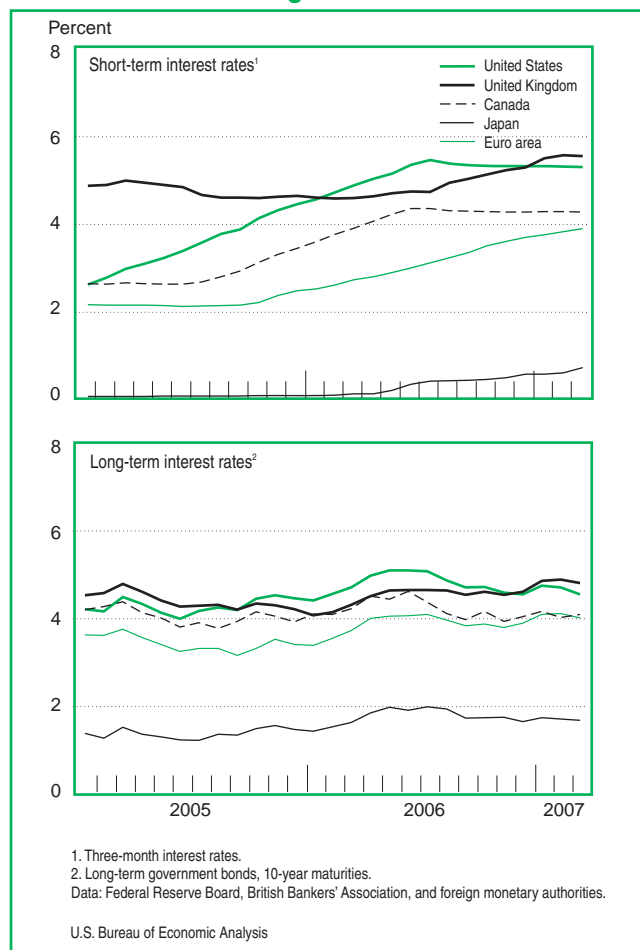 Percent
8
Short-term interest rates¹
United States
United Kingdom
Canada
Japan
Euro area
6
4
2
0
8
Long-term interest rates²
6
4
2
0
2005 2006 2007
1. Three-month interest rates.
2. Long-term government bonds, 10-year maturities.
Data: Federal Reserve Board, British Bankers' Association, and foreign monetary authorities.
U.S. Bureau of Economic Analysis